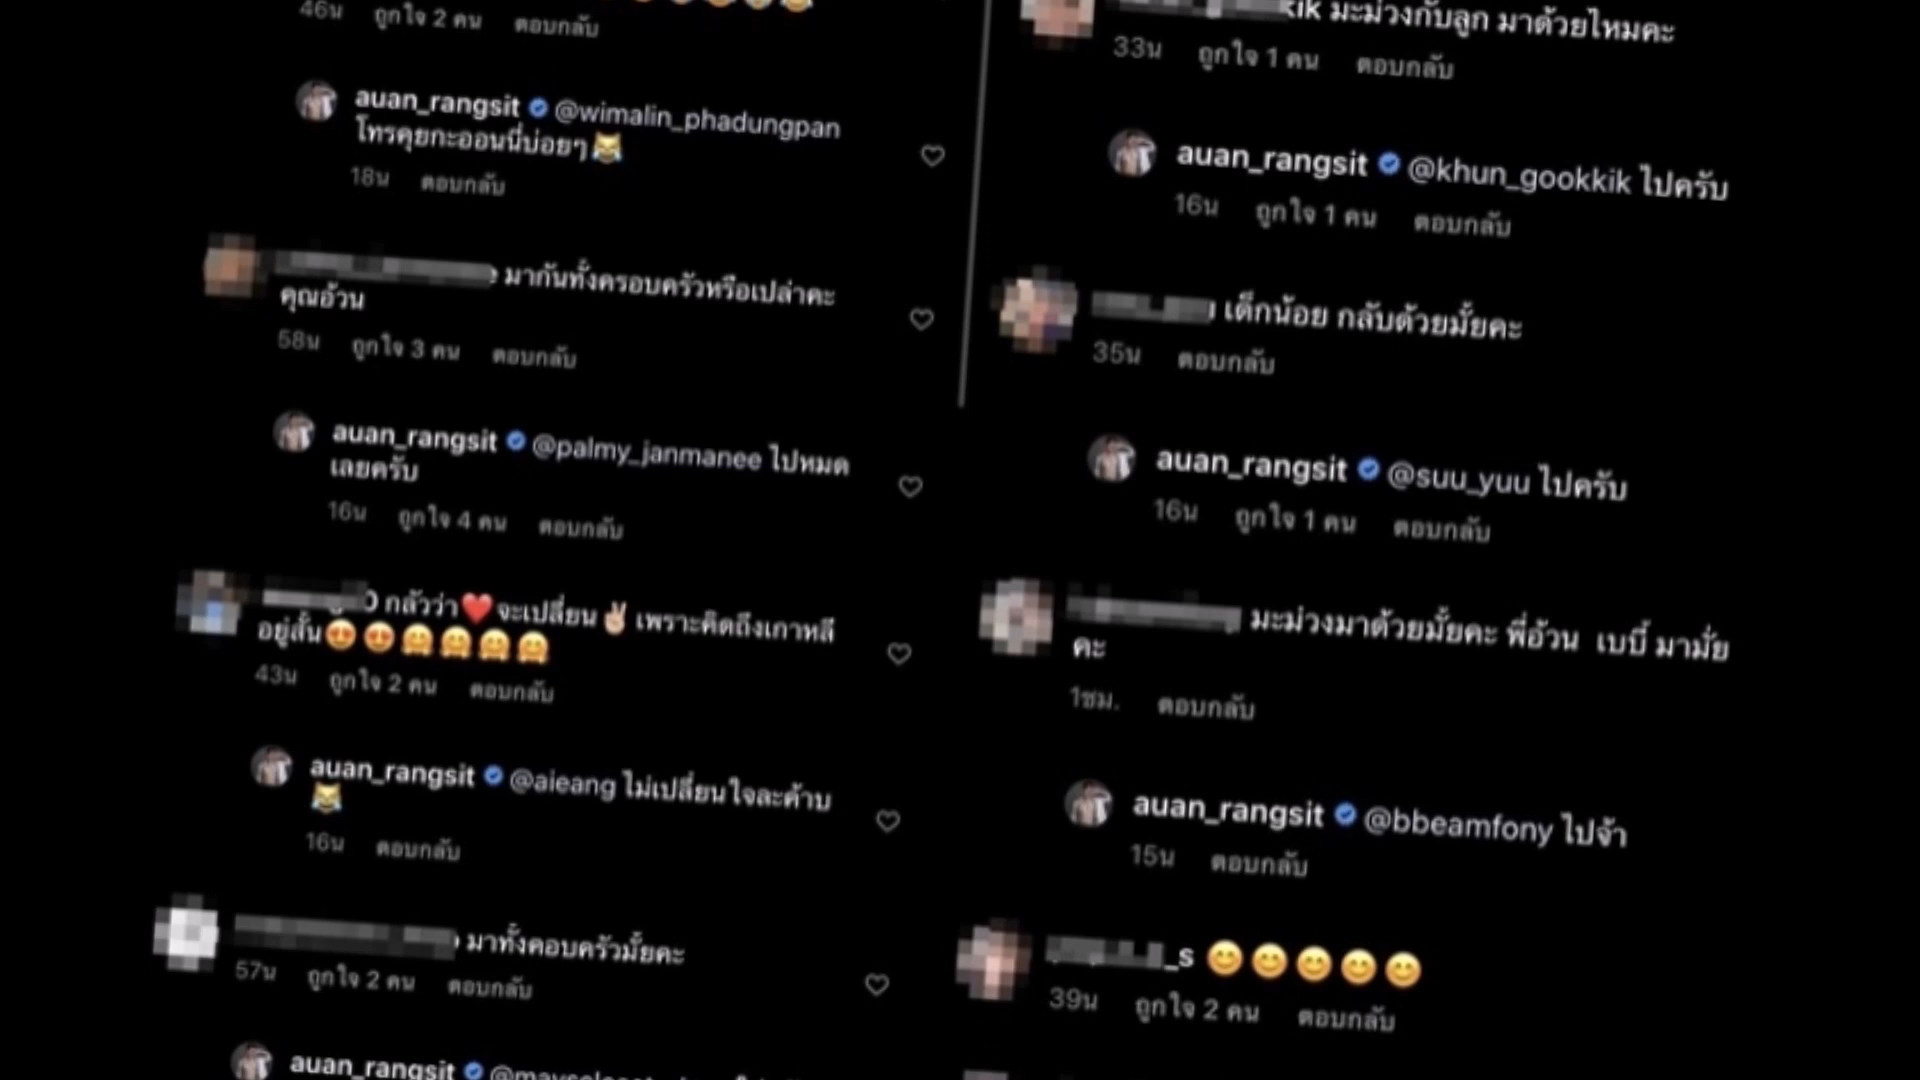 46น ถูกใจ 2 คน ตอบกลับ
auan_rangsit @wimalin_phadungpan
โทรคุยกะออนนี่บ่อยๆ😹
18น ตอบกลับ
มากันทั้งครอบครัวหรือเปล่าคะ
คุณอ้วน
58น ถูกใจ 3 คน ตอบกลับ
auan_rangsit @palmy_janmanee ไปหมด
เลยครับ
16น ถูกใจ 4 คน ตอบกลับ
กลัวว่า❤️จะเปลี่ยน✌🏻เพราะคิดถึงเกาหลี
อยู่สั้น😍😍🤗🤗🤗🤗
43น ถูกใจ 2 คน ตอบกลับ
auan_rangsit @aieang ไม่เปลี่ยนใจละค้าบ
😹
16น ตอบกลับ
มาทั้งคอบครัวมั้ยคะ
57น ถูกใจ 2 คน ตอบกลับ
auan_rangsit
kik มะม่วงกับลูก มาด้วยไหมคะ
33น ถูกใจ 1 คน ตอบกลับ
auan_rangsit @khun_gookkik ไปครับ
16น ถูกใจ 1 คน ตอบกลับ
เด็กน้อย กลับด้วยมั้ยคะ
35น ตอบกลับ
auan_rangsit @suu_yuu ไปครับ
16น ถูกใจ 1 คน ตอบกลับ
มะม่วงมาด้วยมั้ยคะ พี่อ้วน เบบี๋ มามั่ย
คะ
1ชม. ตอบกลับ
auan_rangsit @bbeamfony ไปจ้า
15น ตอบกลับ
_s 😊😊😊😊😊
39น ถูกใจ 2 คน ตอบกลับ